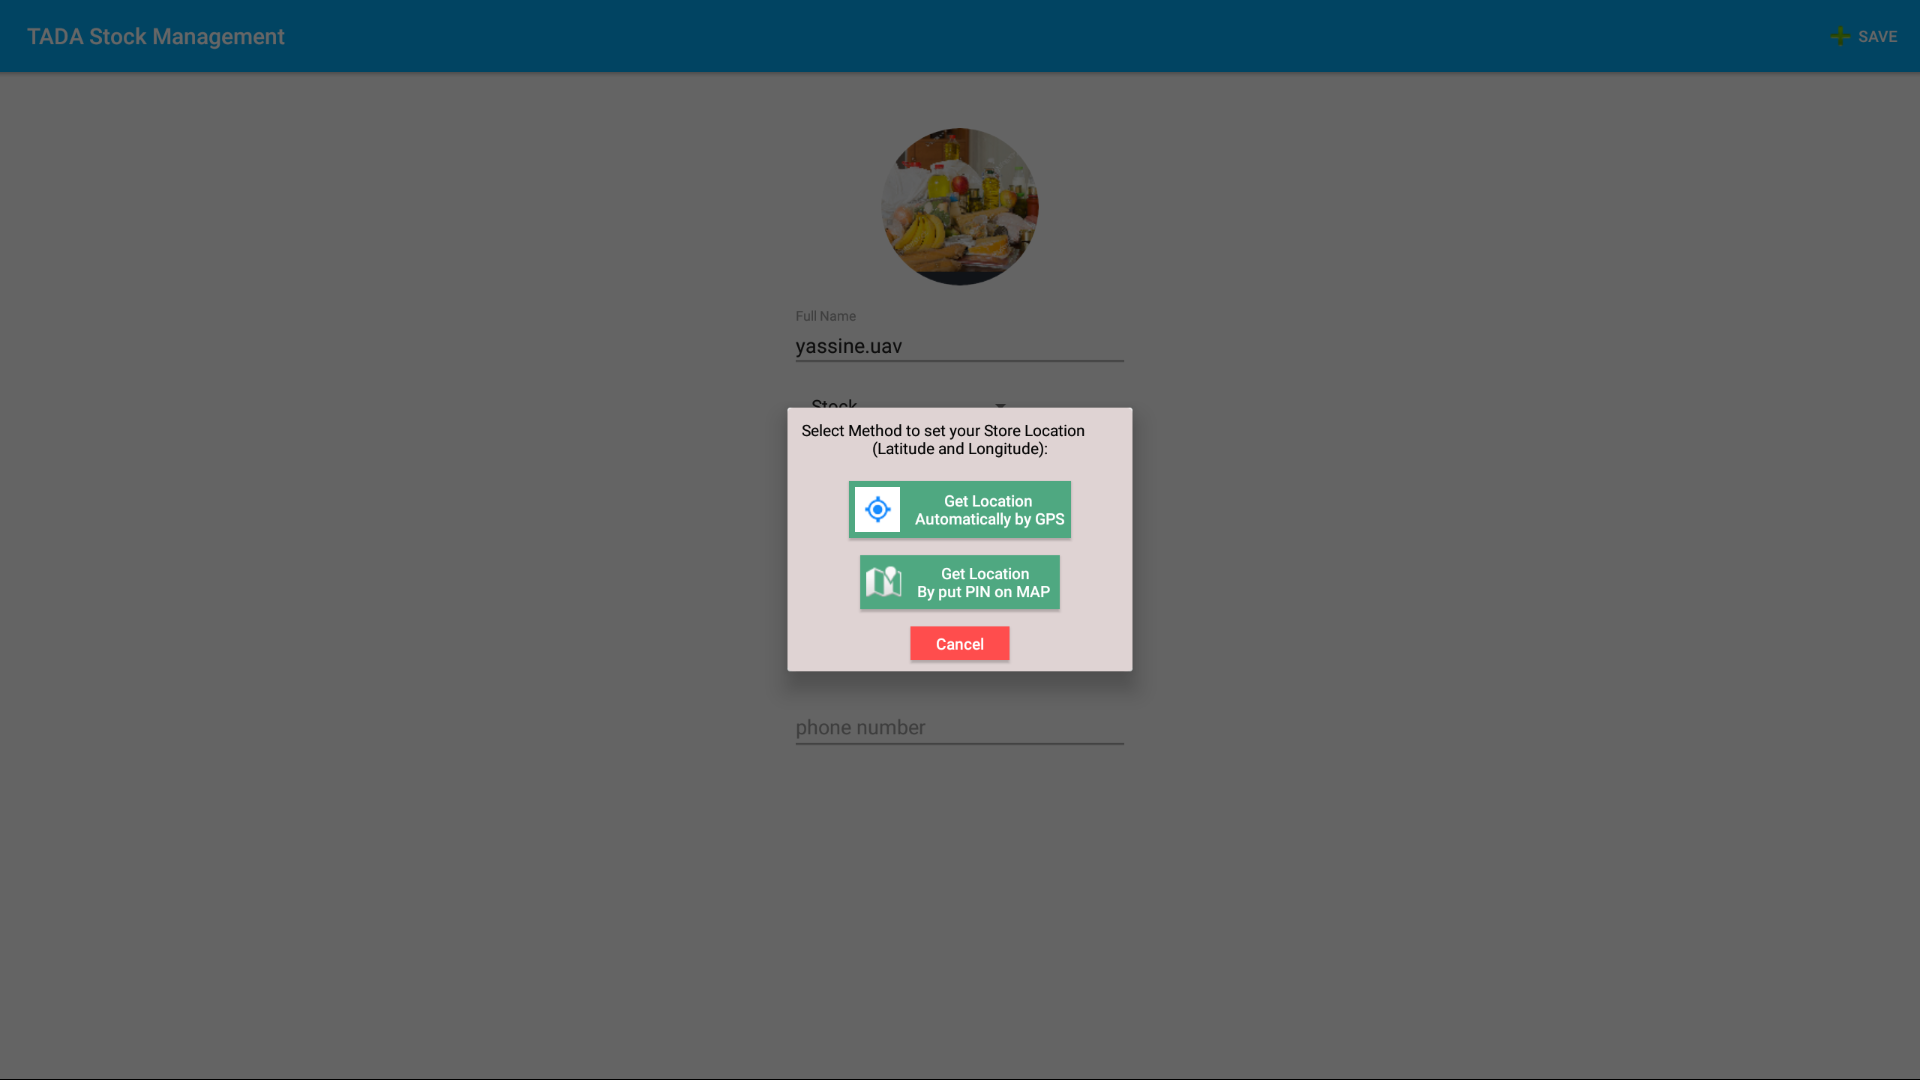 TADA Stock Management
SAVE
Full Name
yassine.uav
Stock
Select Method to set your Store Location
(Latitude and Longitude):
Get Location
Automatically by GPS
Get Location
By put PIN on MAP
Cancel
phone number